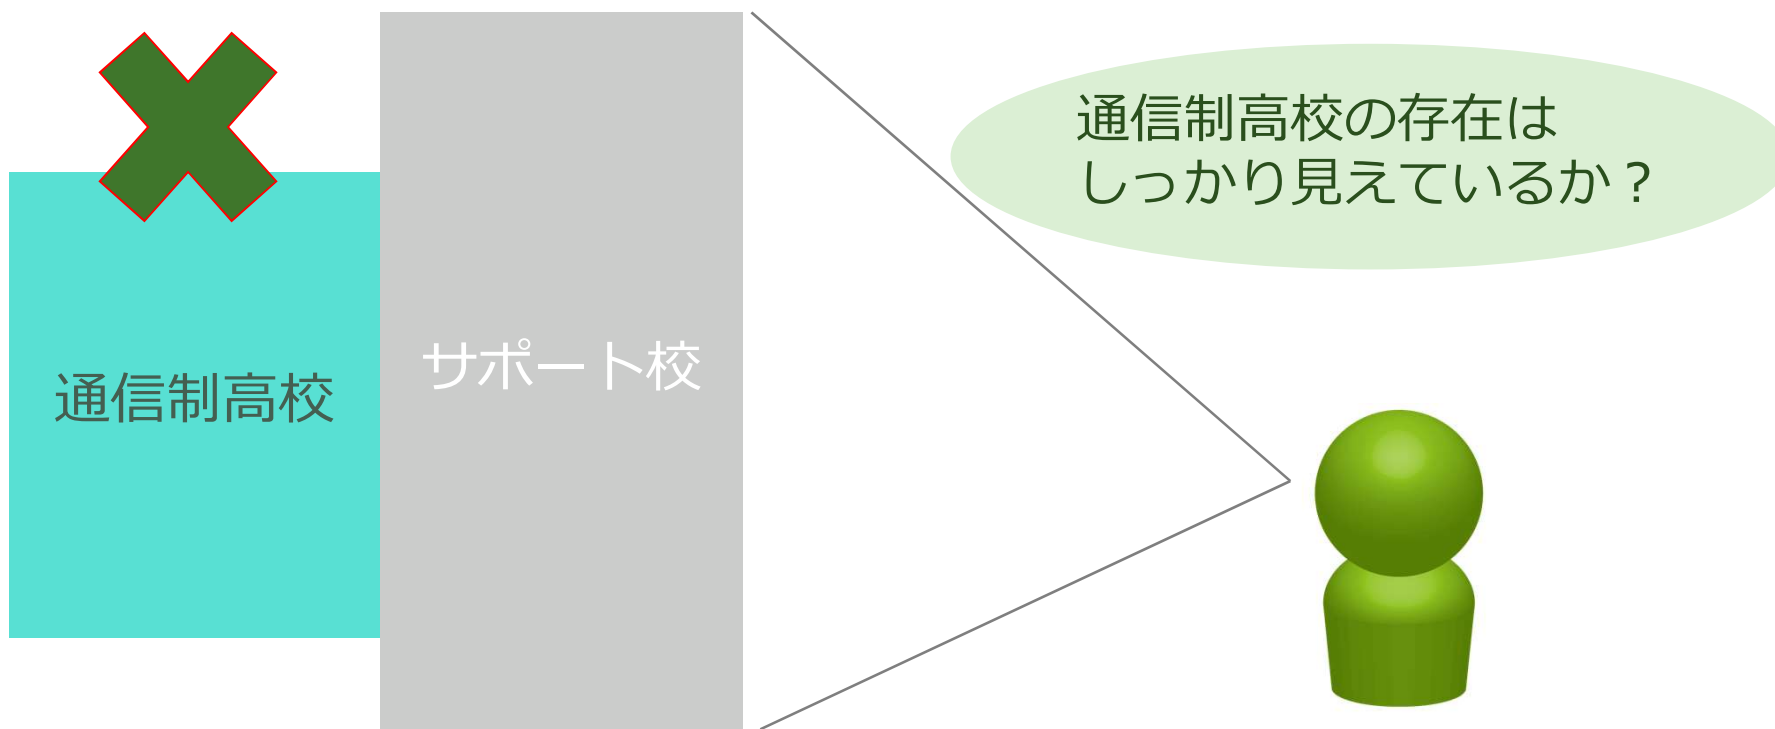 通信制高校の存在は
しっかり見えているか？
サポート校
通信制高校